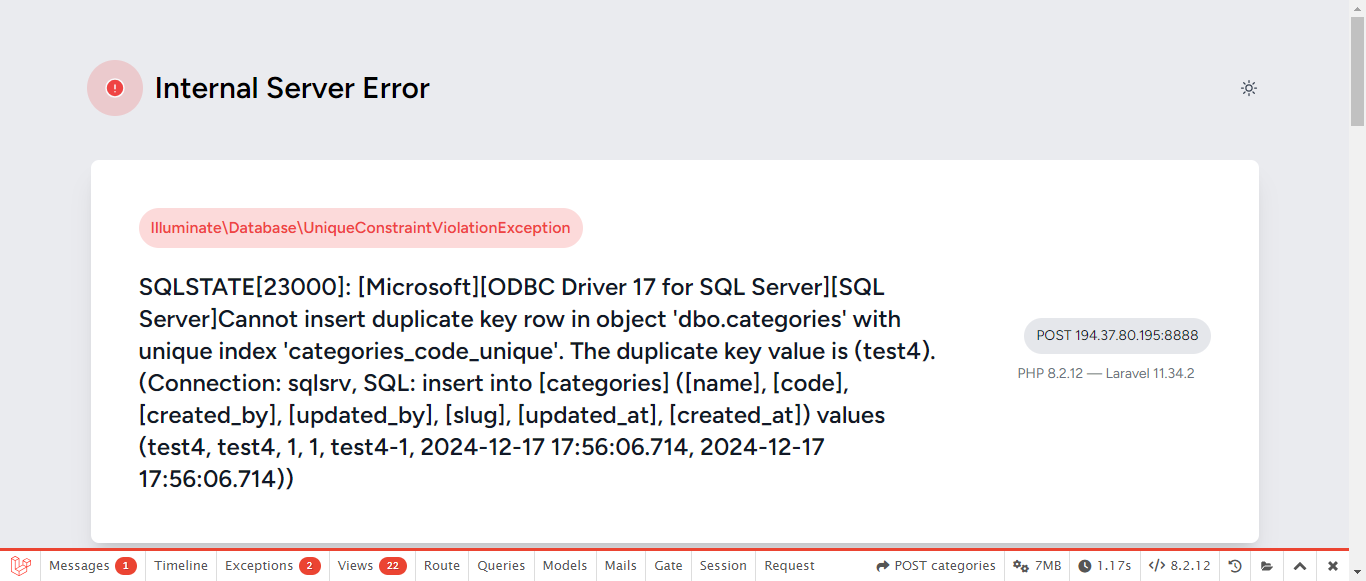 Internal Server Error
Illuminate\Database\UniqueConstraintViolationException
SQLSTATE[23000]: [Microsoft][ODBC Driver 17 for SQL Server][SQL
Server]Cannot insert duplicate key row in object 'dbo.categories' with
unique index 'categories_code_unique'. The duplicate key value is (test4).
(Connection: sqlsrv, SQL: insert into [categories] ([name], [code],
[created_by], [updated_by], [slug], [updated_at], [created_at]) values
(test4, test4, 1, 1, test4-1, 2024-12-17 17:56:06.714, 2024-12-17
17:56:06.714))
POST 194.37.80.195:8888
PHP 8.2.12 — Laravel 11.34.2
Messages 1 Timeline Exceptions 2 Views 22 Route Queries Models Mails Gate Session Request POST categories 7MB 1.17s </> 8.2.12